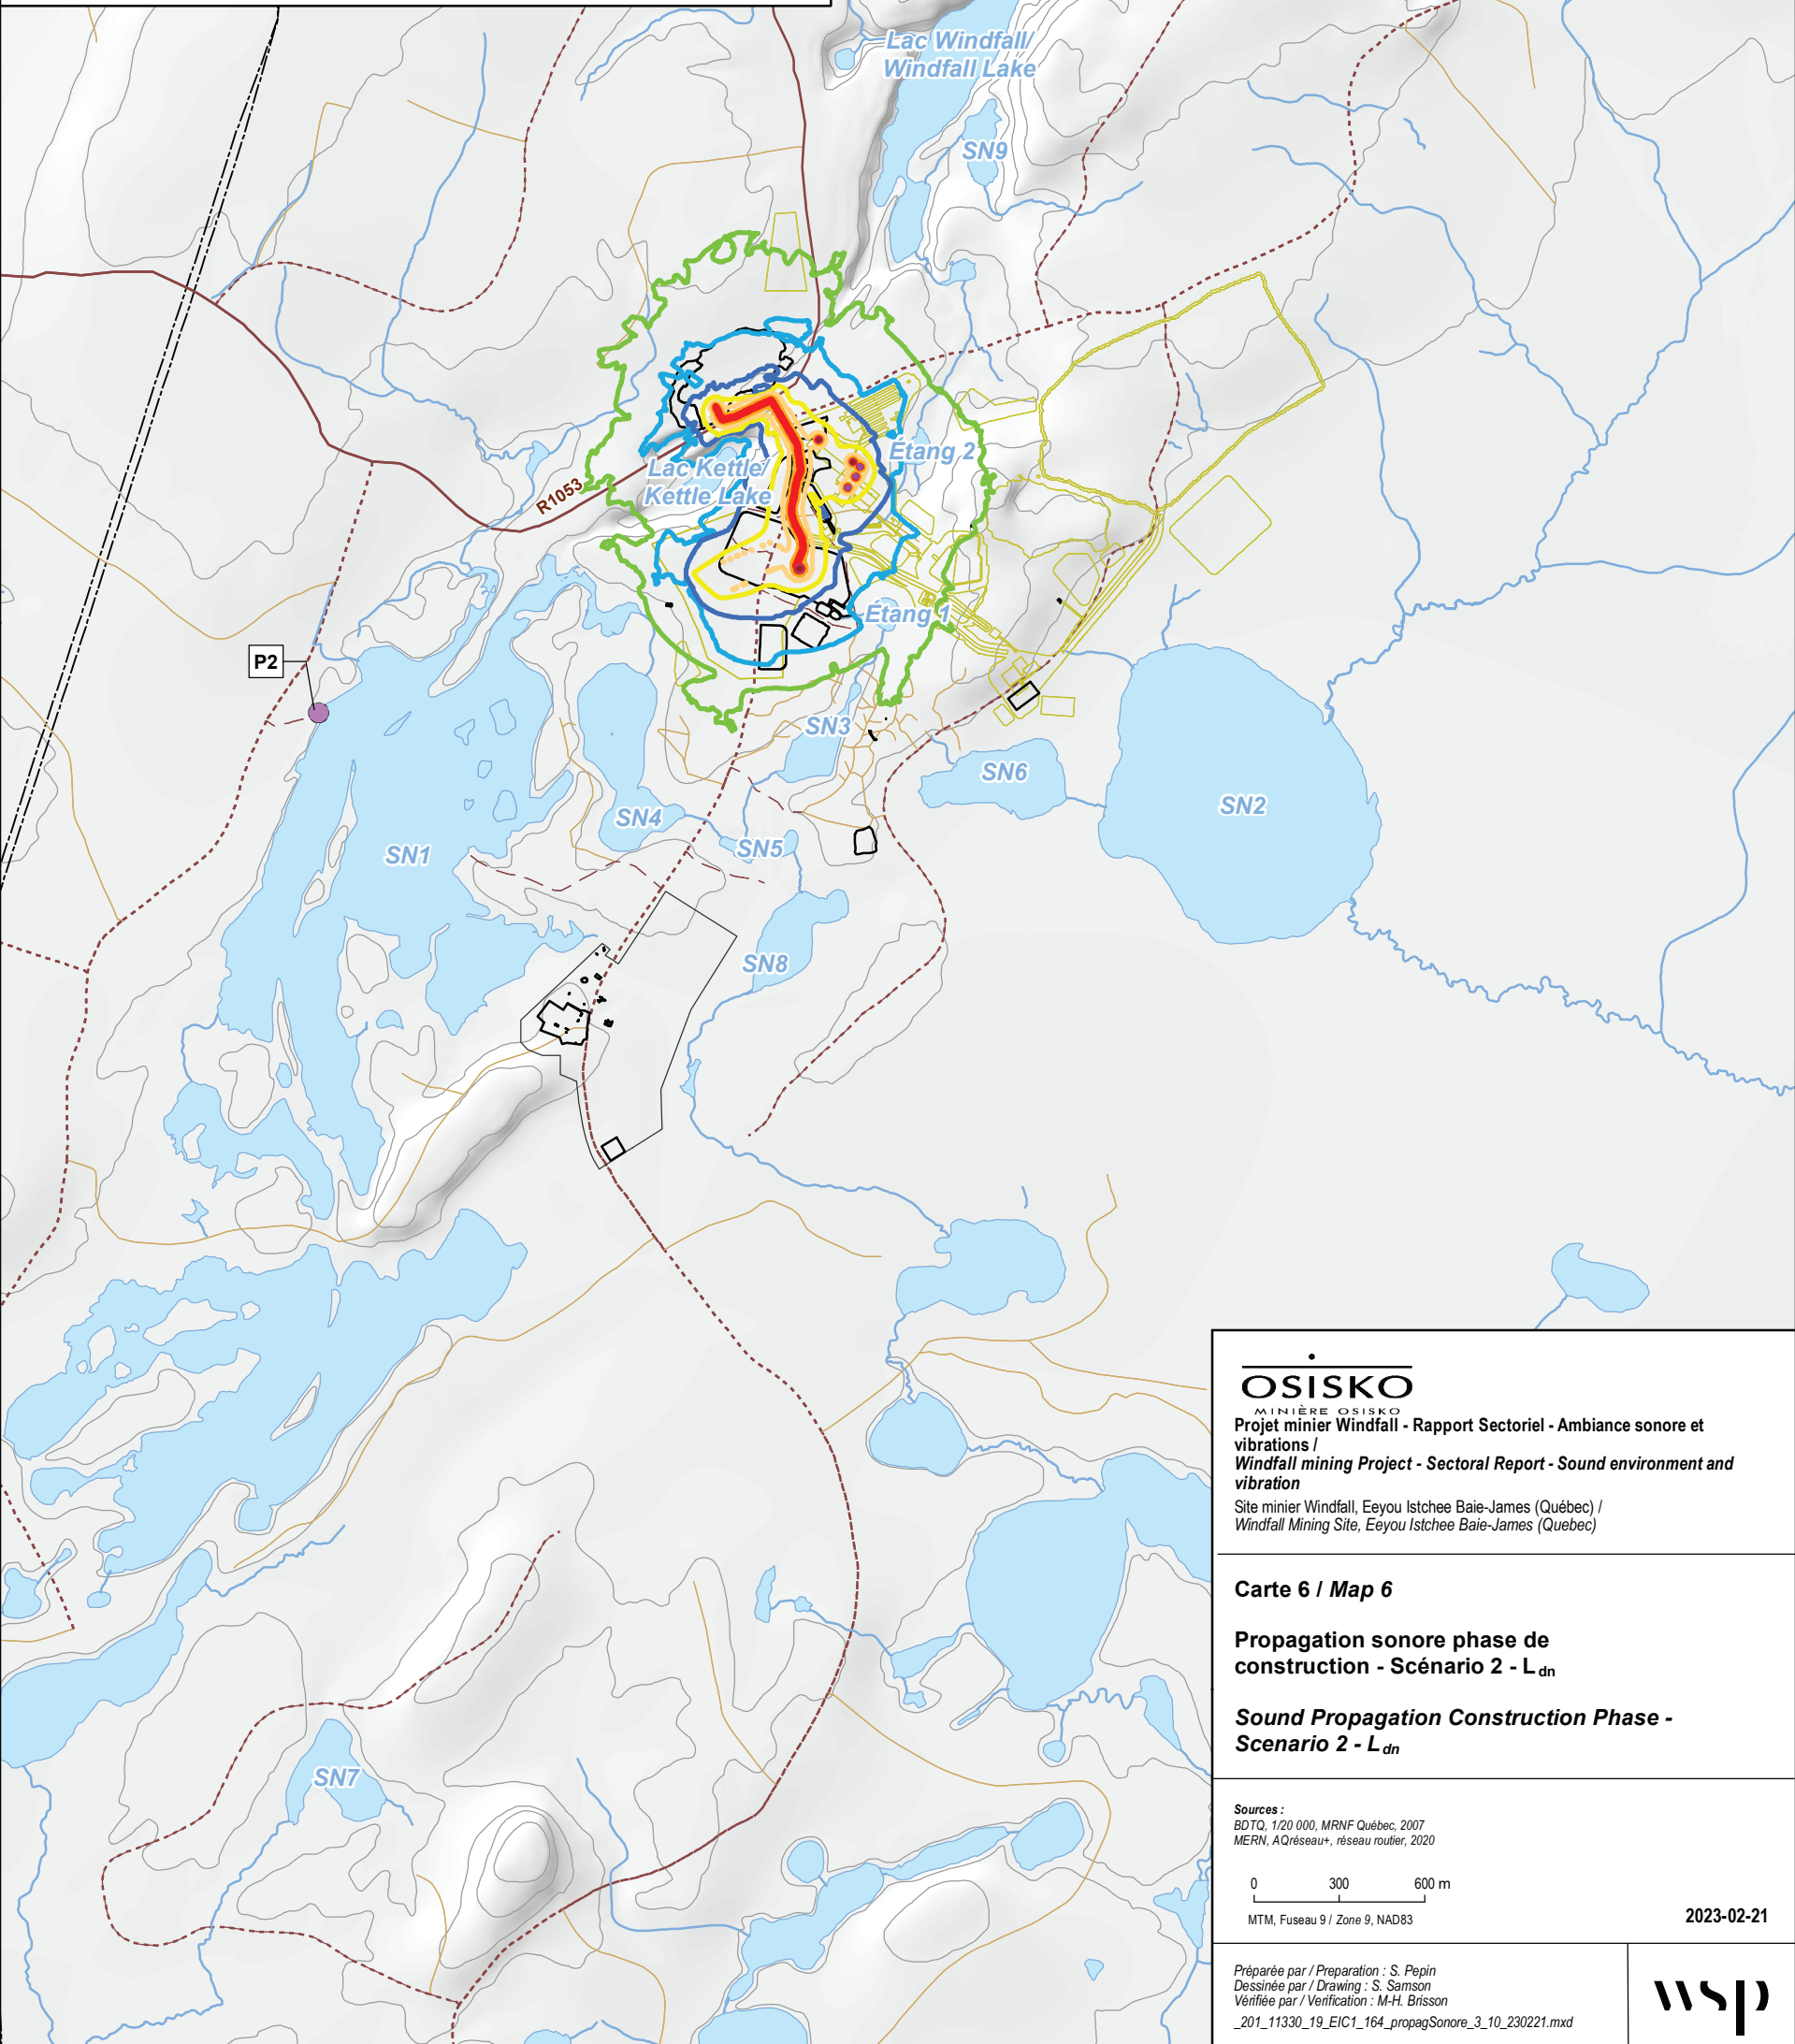 Lac Windfall/
Windfall Lake
SN9
Étang 2
Lac Kettle/
Kettle Lake
R1053
Étang 1
P2
SN3
SN6
SN2
SN4
SN5
SN1
SN8
SN7
OSISKO
MINIÈRE OSISKO
Projet minier Windfall - Rapport Sectoriel - Ambiance sonore et
vibrations /
Windfall mining Project - Sectoral Report - Sound environment and
vibration
Site minier Windfall, Eeyou Istchee Baie-James (Québec) /
Windfall Mining Site, Eeyou Istchee Baie-James (Quebec)
Carte 6 / Map 6
Propagation sonore phase de
construction - Scénario 2 - Ldn
Sound Propagation Construction Phase -
Scenario 2 - Ldn
Sources :
BDTQ, 1/20 000, MRNF Québec, 2007
MERN, AQréseau+, réseau routier, 2020
0 300 600 m
MTM, Fuseau 9 / Zone 9, NAD83
2023-02-21
Préparée par / Preparation : S. Pepin
Dessinée par / Drawing : S. Samson
Vérifiée par / Verification : M-H. Brisson
_201_11330_19_EIC1_164_propagSonore_3_10_230221.mxd
wsp